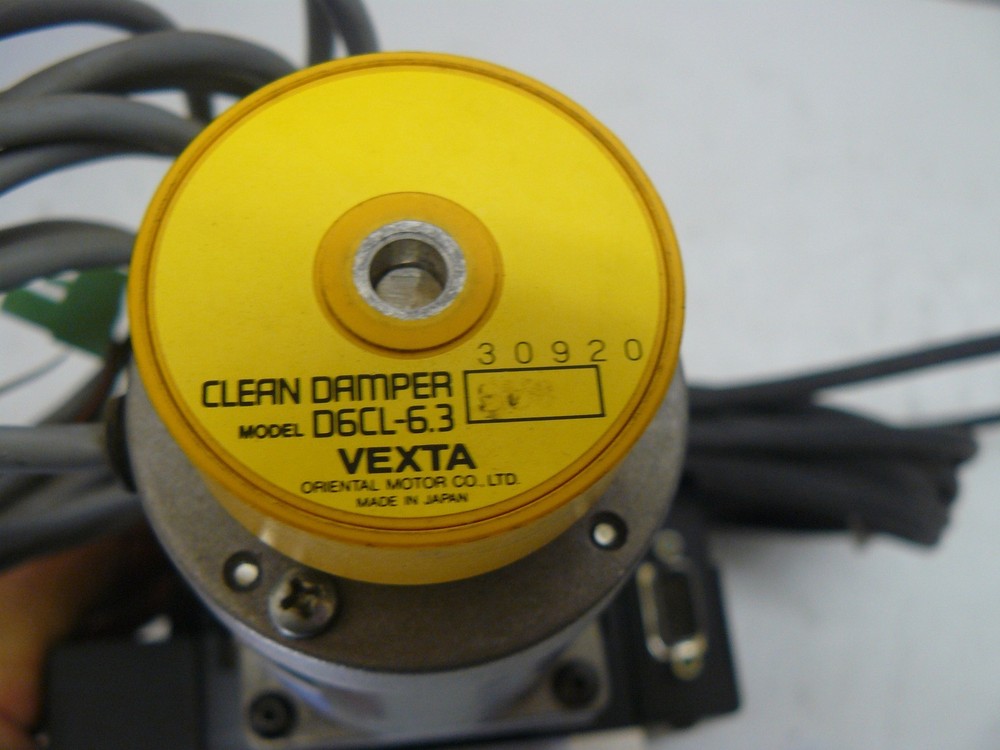 30920
CLEAN DAMPER
MODEL D6CL-6.3
VEXTA
ORIENTAL MOTOR CO., LTD.
MADE IN JAPAN